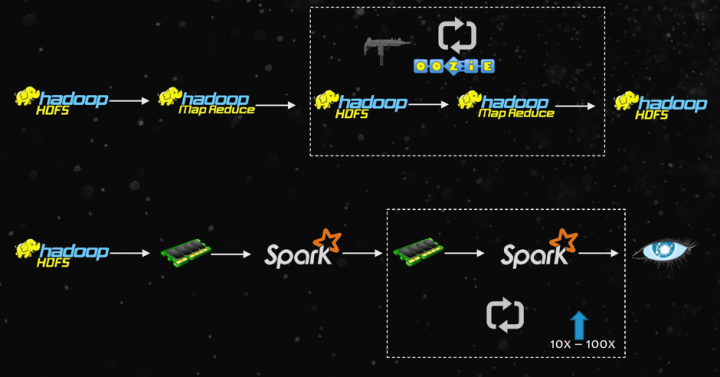 OOZiE
hadoop
HDFS
hadoop
Map Reduce
hadoop
HDFS
hadoop
Map Reduce
hadoop
HDFS
hadoop
HDFS
Spark
Spark
10X – 100X